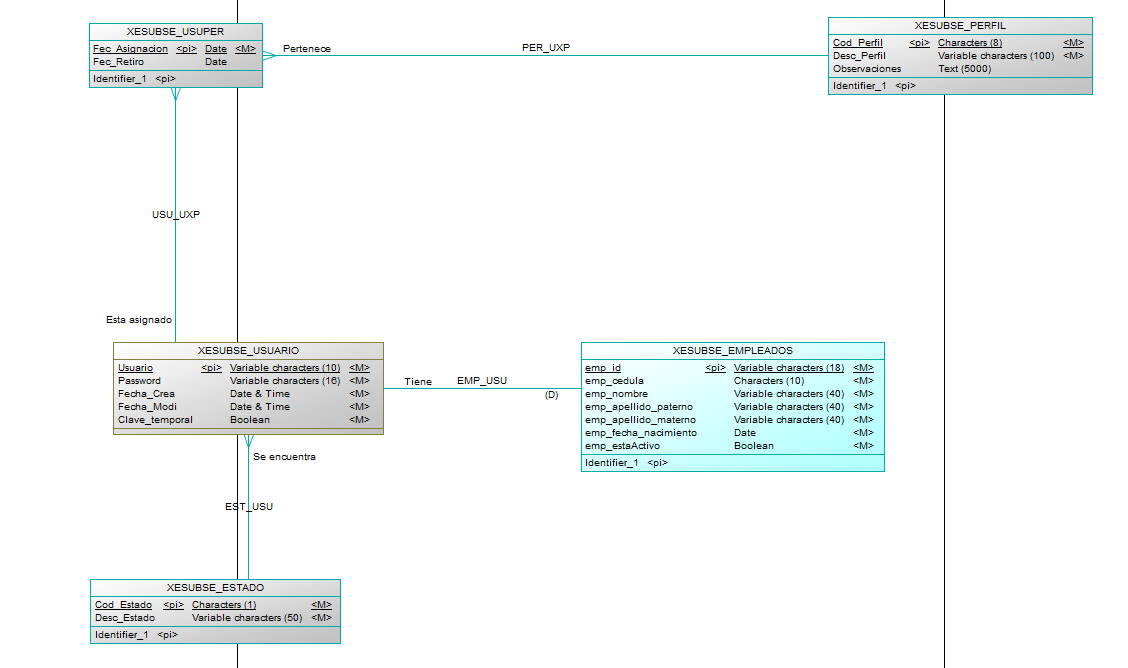 XESUBSE_USUPER
Fec_Asignacion <pi> Date <M>
Fec_Retiro Date
Identifier_1 <pi>
Pertenece
PER_UXP
XESUBSE_PERFIL
Cod_Perfil <pi> Characters (8) <M>
Desc_Perfil Variable characters (100) <M>
Observaciones Text (5000)
Identifier_1 <pi>
USU_UXP
Esta asignado
XESUBSE_USUARIO
Usuario <pi> Variable characters (10) <M>
Password Variable characters (16) <M>
Fecha_Crea Date & Time <M>
Fecha_Modi Date & Time <M>
Clave_temporal Boolean <M>
Tiene
EMP_USU
(D)
XESUBSE_EMPLEADOS
emp_id <pi> Variable characters (18) <M>
emp_cedula Characters (10) <M>
emp_nombre Variable characters (40) <M>
emp_apellido_paterno Variable characters (40) <M>
emp_apellido_materno Variable characters (40) <M>
emp_fecha_nacimiento Date <M>
emp_estaActivo Boolean <M>
Identifier_1 <pi>
Se encuentra
EST_USU
XESUBSE_ESTADO
Cod_Estado <pi> Characters (1) <M>
Desc_Estado Variable characters (50) <M>
Identifier_1 <pi>